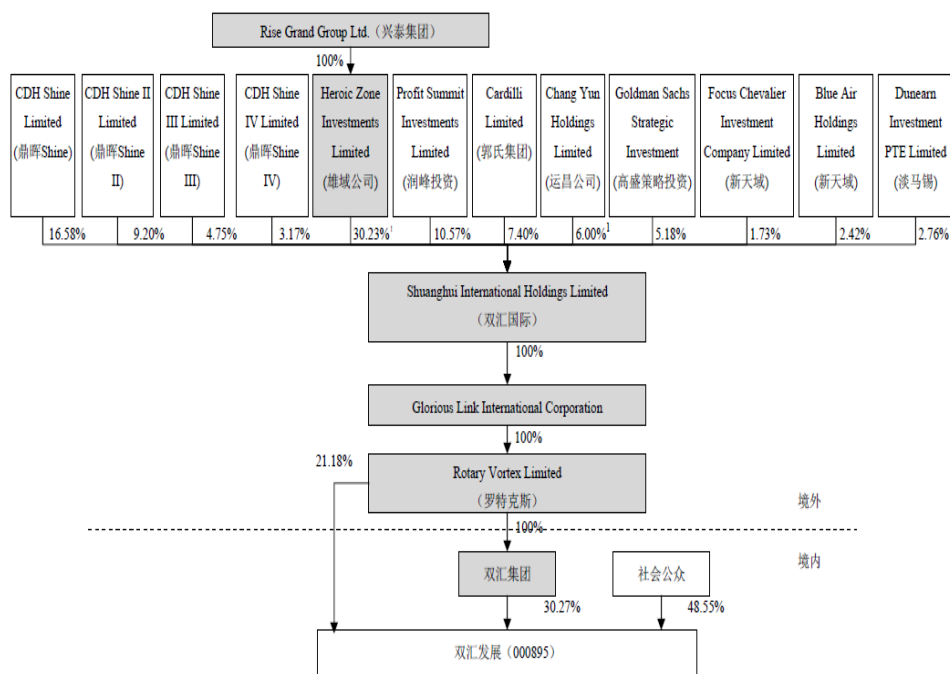 Rise Grand Group Ltd.（兴泰集团）
100%
CDH Shine
Limited
(鼎晖Shine)
CDH Shine II
Limited
(鼎晖Shine
II)
CDH Shine
III Limited
(鼎晖Shine
III)
CDH Shine
IV Limited
(鼎晖Shine
IV)
Heroic Zone
Investments
Limited
(雄域公司)
Profit Summit
Investments
Limited
(润峰投资)
Cardilli
Limited
(郭氏集团)
Chang Yun
Holdings
Limited
(运昌公司)
Goldman Sachs
Strategic
Investment
(高盛策略投资)
Focus Chevalier
Investment
Company Limited
(新天域)
Blue Air
Holdings
Limited
(新天域)
Dunearn
Investment
PTE Limited
(淡马锡)
16.58%
9.20%
4.75%
3.17%
30.23%¹
10.57%
7.40%
6.00%¹
5.18%
1.73%
2.42%
2.76%
Shuanghui International Holdings Limited
（双汇国际）
100%
Glorious Link International Corporation
100%
21.18%
Rotary Vortex Limited
（罗特克斯）
境外
100%
境内
双汇集团
社会公众
30.27%
48.55%
双汇发展（000895）